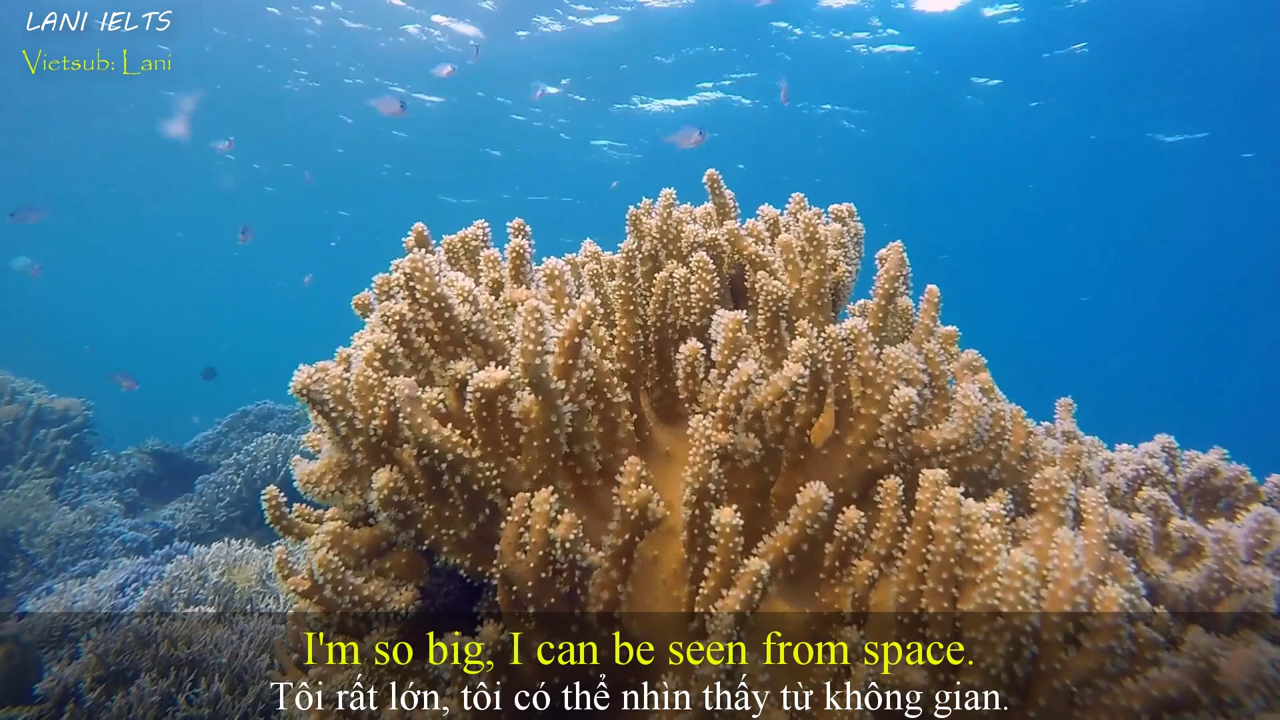 LANI IELTS
Vietsub: Lani
I'm so big, I can be seen from space.
Tôi rất lớn, tôi có thể nhìn thấy từ không gian.